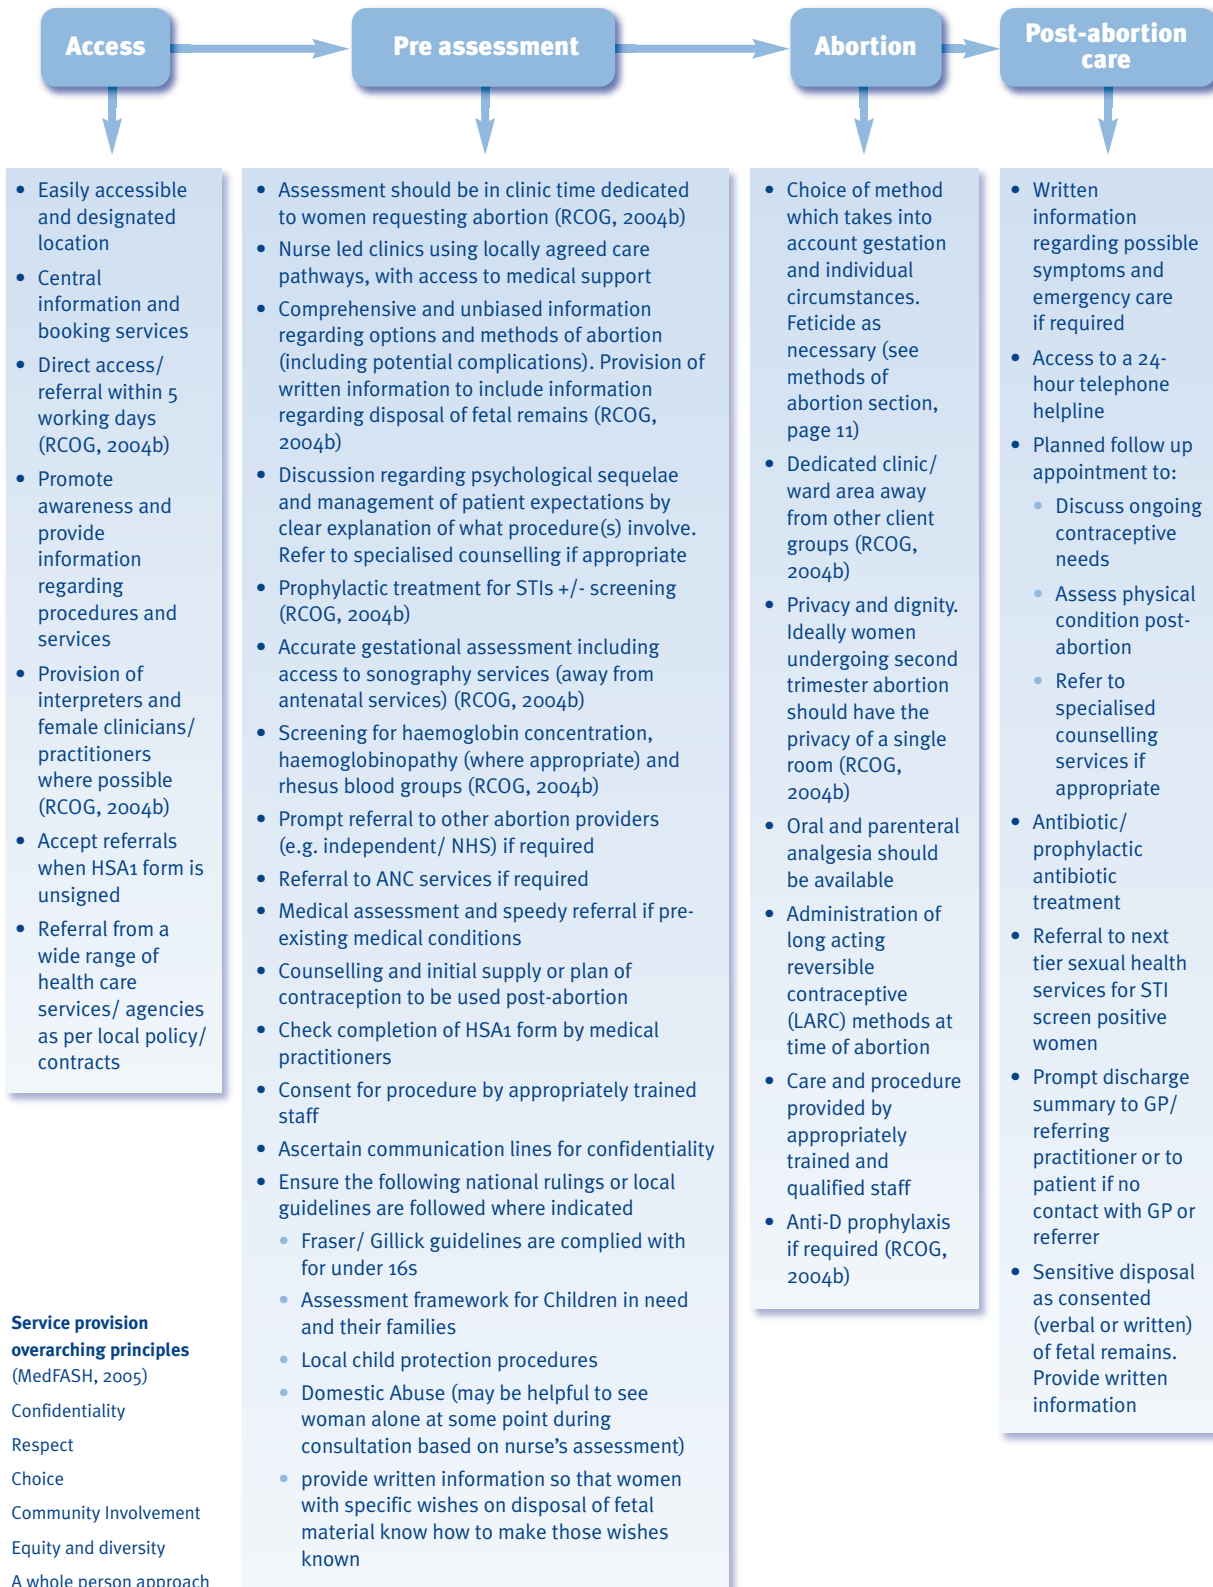 Access
Pre assessment
Abortion
Post-abortion
care
• Easily accessible
and designated
location
• Central
information and
booking services
• Direct access/
referral within 5
working days
(RCOG, 2004b)
• Promote
awareness and
provide
information
regarding
procedures and
services
• Provision of
interpreters and
female clinicians/
practitioners
where possible
(RCOG, 2004b)
• Accept referrals
when HSA1 form is
unsigned
• Referral from a
wide range of
health care
services/ agencies
as per local policy/
contracts
• Assessment should be in clinic time dedicated
to women requesting abortion (RCOG, 2004b)
• Nurse led clinics using locally agreed care
pathways, with access to medical support
• Comprehensive and unbiased information
regarding options and methods of abortion
(including potential complications). Provision of
written information to include information
regarding disposal of fetal remains (RCOG,
2004b)
• Discussion regarding psychological sequelae
and management of patient expectations by
clear explanation of what procedure(s) involve.
Refer to specialised counselling if appropriate
• Prophylactic treatment for STIs +/- screening
(RCOG, 2004b)
• Accurate gestational assessment including
access to sonography services (away from
antenatal services) (RCOG, 2004b)
• Screening for haemoglobin concentration,
haemoglobinopathy (where appropriate) and
rhesus blood groups (RCOG, 2004b)
• Prompt referral to other abortion providers
(e.g. independent/ NHS) if required
• Referral to ANC services if required
• Medical assessment and speedy referral if pre-
existing medical conditions
• Counselling and initial supply or plan of
contraception to be used post-abortion
• Check completion of HSA1 form by medical
practitioners
• Consent for procedure by appropriately trained
staff
• Ascertain communication lines for confidentiality
• Ensure the following national rulings or local
guidelines are followed where indicated
• Fraser/ Gillick guidelines are complied with
for under 16s
• Assessment framework for Children in need
and their families
• Local child protection procedures
• Domestic Abuse (may be helpful to see
woman alone at some point during
consultation based on nurse's assessment)
• provide written information so that women
with specific wishes on disposal of fetal
material know how to make those wishes
known
• Choice of method
which takes into
account gestation
and individual
circumstances.
Feticide as
necessary (see
methods of
abortion section,
page 11)
• Dedicated clinic/
ward area away
from other client
groups (RCOG,
2004b)
• Privacy and dignity.
Ideally women
undergoing second
trimester abortion
should have the
privacy of a single
room (RCOG,
2004b)
• Oral and parenteral
analgesia should
be available
• Administration of
long acting
reversible
contraceptive
(LARC) methods at
time of abortion
• Care and procedure
provided by
appropriately
trained and
qualified staff
• Anti-D prophylaxis
if required (RCOG,
2004b)
• Written
information
regarding possible
symptoms and
emergency care
if required
• Access to a 24-
hour telephone
helpline
• Planned follow up
appointment to:
• Discuss ongoing
contraceptive
needs
• Assess physical
condition post-
abortion
• Refer to
specialised
counselling
services if
appropriate
• Antibiotic/
prophylactic
antibiotic
treatment
• Referral to next
tier sexual health
services for STI
screen positive
women
• Prompt discharge
summary to GP/
referring
practitioner or to
patient if no
contact with GP or
referrer
• Sensitive disposal
as consented
(verbal or written)
of fetal remains.
Provide written
information
Service provision
overarching principles
(MedFASH, 2005)
Confidentiality
Respect
Choice
Community Involvement
Equity and diversity
A whole person approach